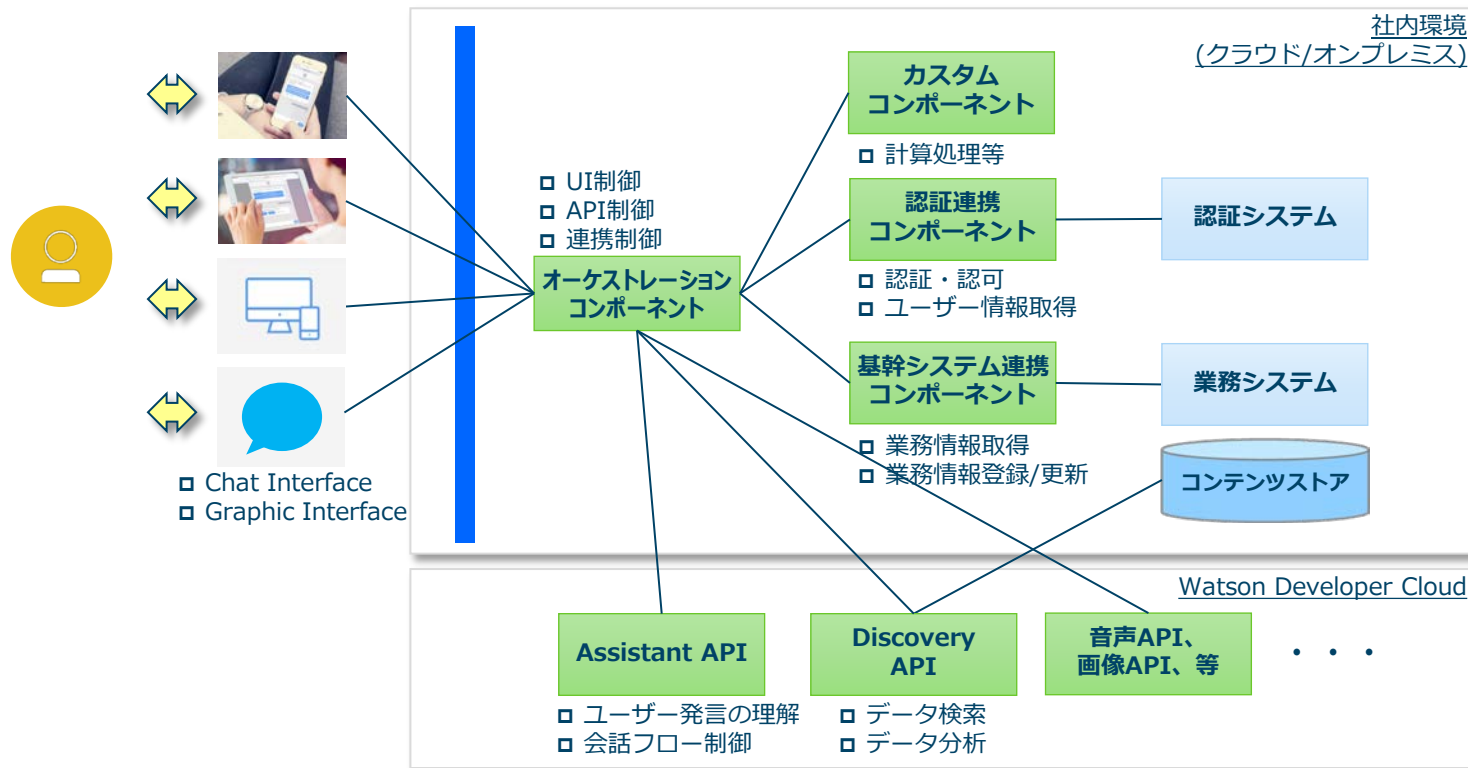 社内環境
(クラウド/オンプレミス)
カスタム
コンポーネント
計算処理等
UI制御
API制御
連携制御
オーケストレーション
コンポーネント
認証連携
コンポーネント
認証・認可
ユーザー情報取得
認証システム
基幹システム連携
コンポーネント
業務情報取得
業務情報登録/更新
業務システム
コンテンツストア
Chat Interface
Graphic Interface
Watson Developer Cloud
Assistant API
ユーザー発言の理解
会話フロー制御
Discovery
API
データ検索
データ分析
音声API、
画像API、等
・・・